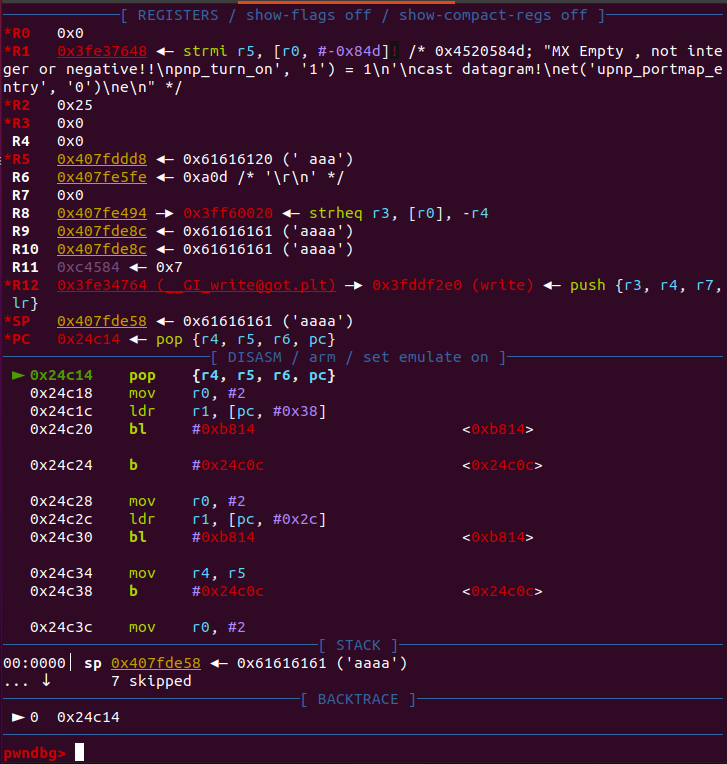 [ REGISTERS / show-flags off / show-compact-regs off ]
*R0   0x0
*R1   0x3fe37648 ◂— strmi r5, [r0, #-0x84d]! /* 0x4520584d; "MX Empty , not inte
ger or negative!!\npnp_turn_on', '1') = 1\n'\ncast datagram!\net('upnp_portmap_e
ntry', '0')\ne\n" */
*R2   0x25
*R3   0x0
 R4   0x0
*R5   0x407fddd8 ◂— 0x61616120 (' aaa')
 R6   0x407fe5fe ◂— 0xa0d /* '\r\n' */
 R7   0x0
 R8   0x407fe494 —▸ 0x3ff60020 ◂— strheq r3, [r0], -r4
 R9   0x407fde8c ◂— 0x61616161 ('aaaa')
 R10  0x407fde8c ◂— 0x61616161 ('aaaa')
 R11  0xc4584 ◂— 0x7
*R12  0x3fe34764 (__GI_write@got.plt) —▸ 0x3fddf2e0 (write) ◂— push {r3, r4, r7,
 lr}
*SP   0x407fde58 ◂— 0x61616161 ('aaaa')
*PC   0x24c14 ◂— pop {r4, r5, r6, pc}
[ DISASM / arm / set emulate on ]
 ► 0x24c14    pop    {r4, r5, r6, pc}
   0x24c18    mov    r0, #2
   0x24c1c    ldr    r1, [pc, #0x38]
   0x24c20    bl     #0xb814                       <0xb814>
   0x24c24    b      #0x24c0c                      <0x24c0c>
   0x24c28    mov    r0, #2
   0x24c2c    ldr    r1, [pc, #0x2c]
   0x24c30    bl     #0xb814                       <0xb814>
   0x24c34    mov    r4, r5
   0x24c38    b      #0x24c0c                      <0x24c0c>
   0x24c3c    mov    r0, #2
[ STACK ]
00:0000│ sp 0x407fde58 ◂— 0x61616161 ('aaaa')
... ↓      7 skipped
[ BACKTRACE ]
 ► 0  0x24c14
pwndbg>